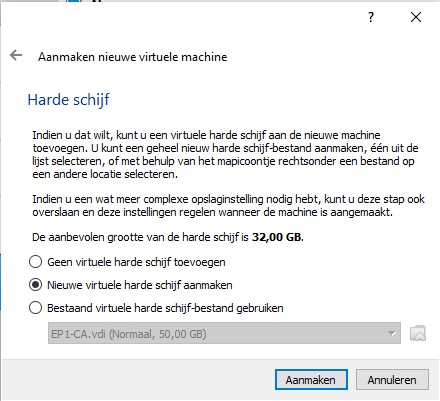 Aanmaken nieuwe virtuele machine
Harde schijf
Indien u dat wilt, kunt u een virtuele harde schijf aan de nieuwe machine
toevoegen. U kunt een geheel nieuw harde schijf-bestand aanmaken, één uit de
lijst selecteren, of met behulp van het mapicoontje rechtsonder een bestand op
een andere locatie selecteren.
Indien u een wat meer complexe opslaginstelling nodig hebt, kunt u deze stap ook
overslaan en deze instellingen regelen wanneer de machine is aangemaakt.
De aanbevolen grootte van de harde schijf is 32,00 GB.
Geen virtuele harde schijf toevoegen
Nieuwe virtuele harde schijf aanmaken
Bestaand virtuele harde schijf-bestand gebruiken
EP1-CA.vdi (Normaal, 50,00 GB)
Aanmaken
Annuleren